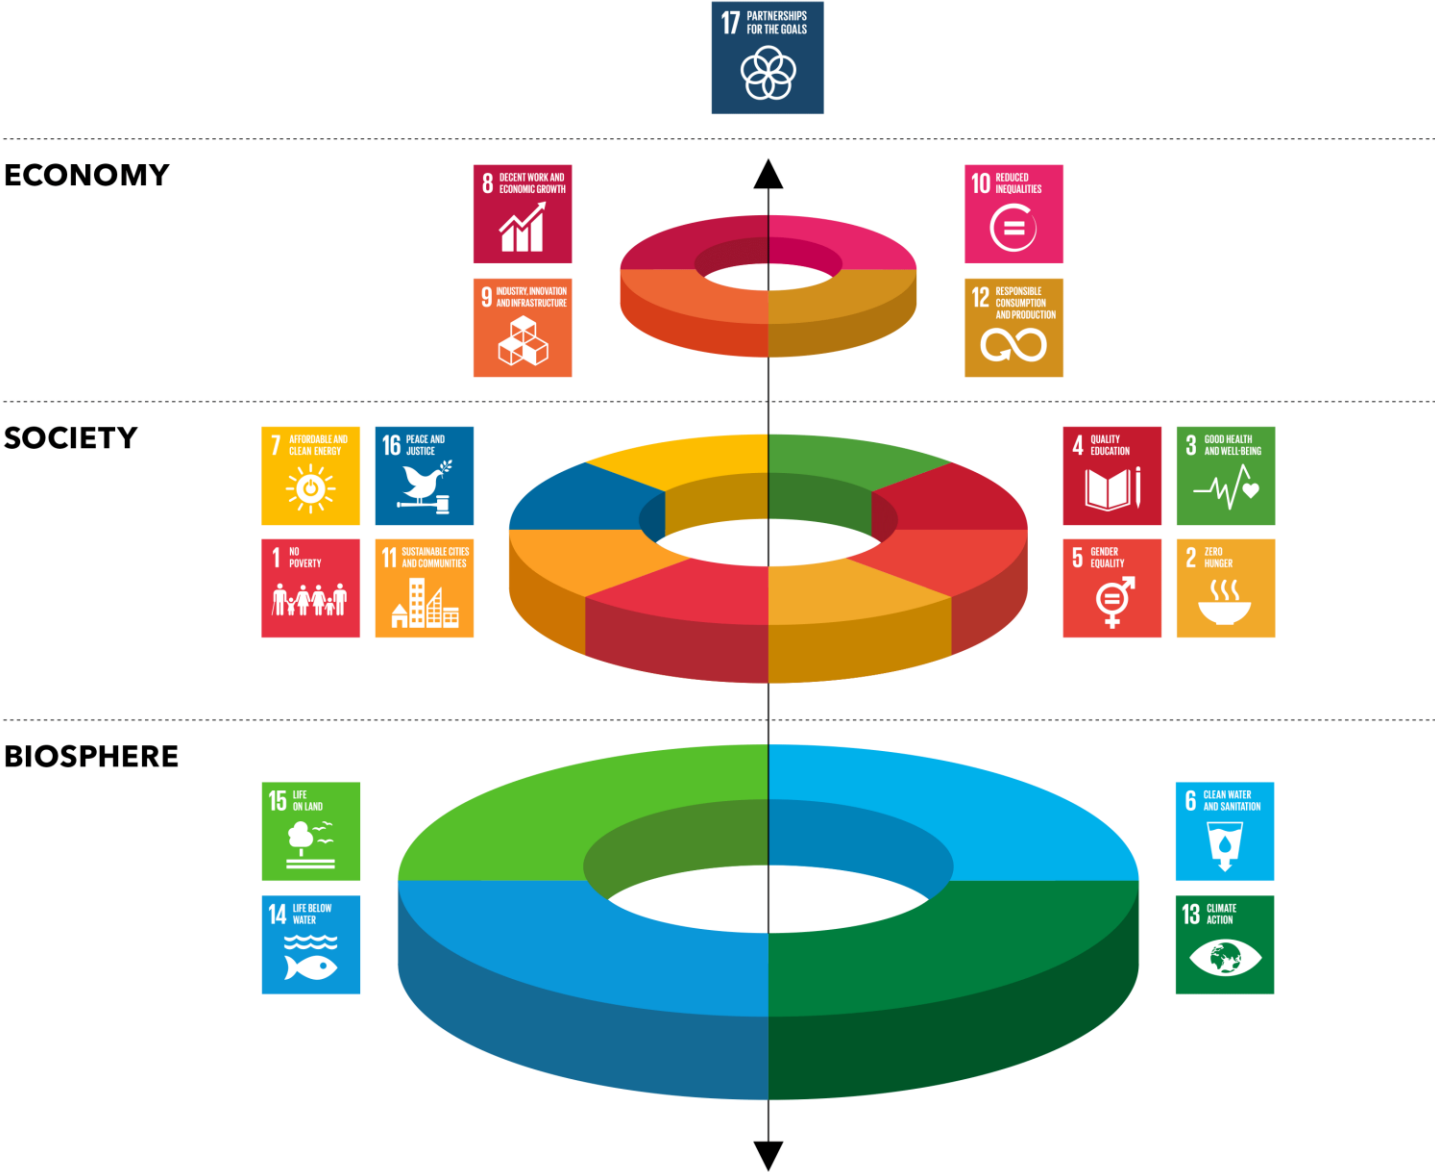 17 PARTNERSHIPS
FOR THE GOALS
ECONOMY
8 DECENT WORK AND
ECONOMIC GROWTH
10 REDUCED
INEQUALITIES
9 INDUSTRY, INNOVATION
AND INFRASTRUCTURE
12 RESPONSIBLE
CONSUMPTION
AND PRODUCTION
SOCIETY
7 AFFORDABLE AND
CLEAN ENERGY
16 PEACE AND
JUSTICE
4 QUALITY
EDUCATION
3 GOOD HEALTH
AND WELL-BEING
1 NO
POVERTY
11 SUSTAINABLE CITIES
AND COMMUNITIES
5 GENDER
EQUALITY
2 ZERO
HUNGER
BIOSPHERE
15 LIFE
ON LAND
6 CLEAN WATER
AND SANITATION
14 LIFE BELOW
WATER
13 CLIMATE
ACTION